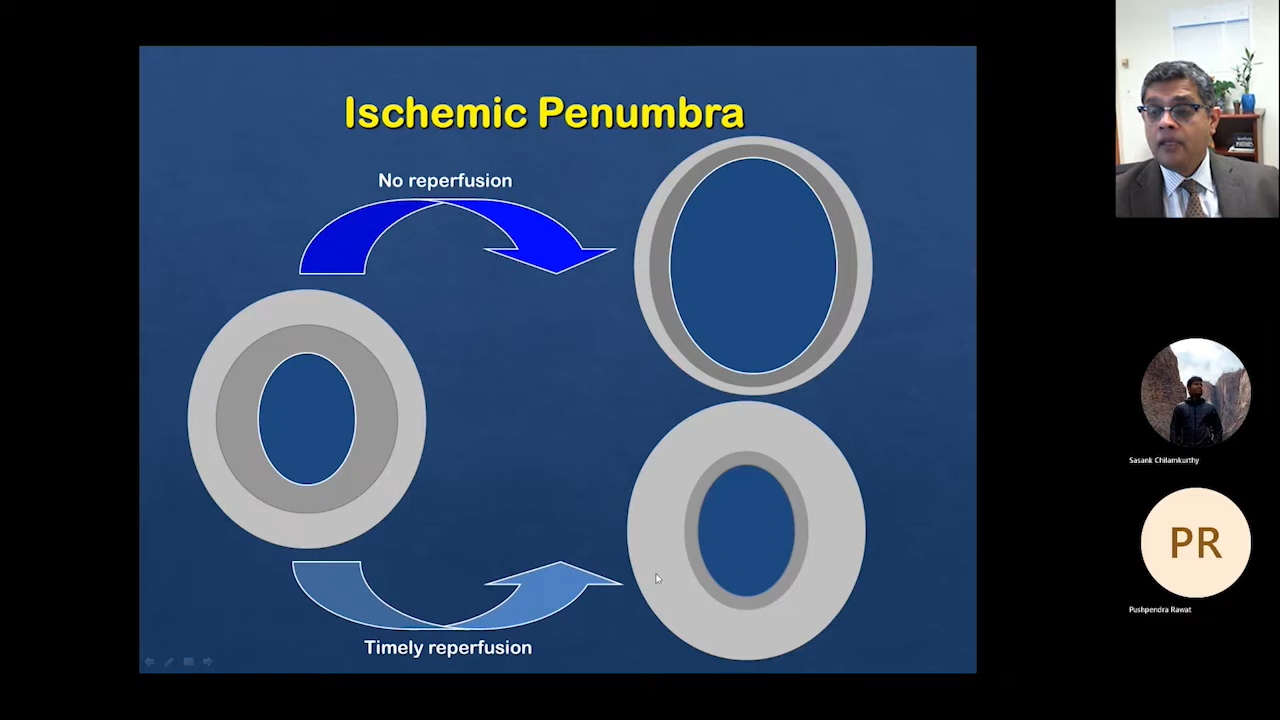 Ischemic Penumbra
No reperfusion
Timely reperfusion
Sasank Chilamkurthy
PR
Pushpendra Rawat